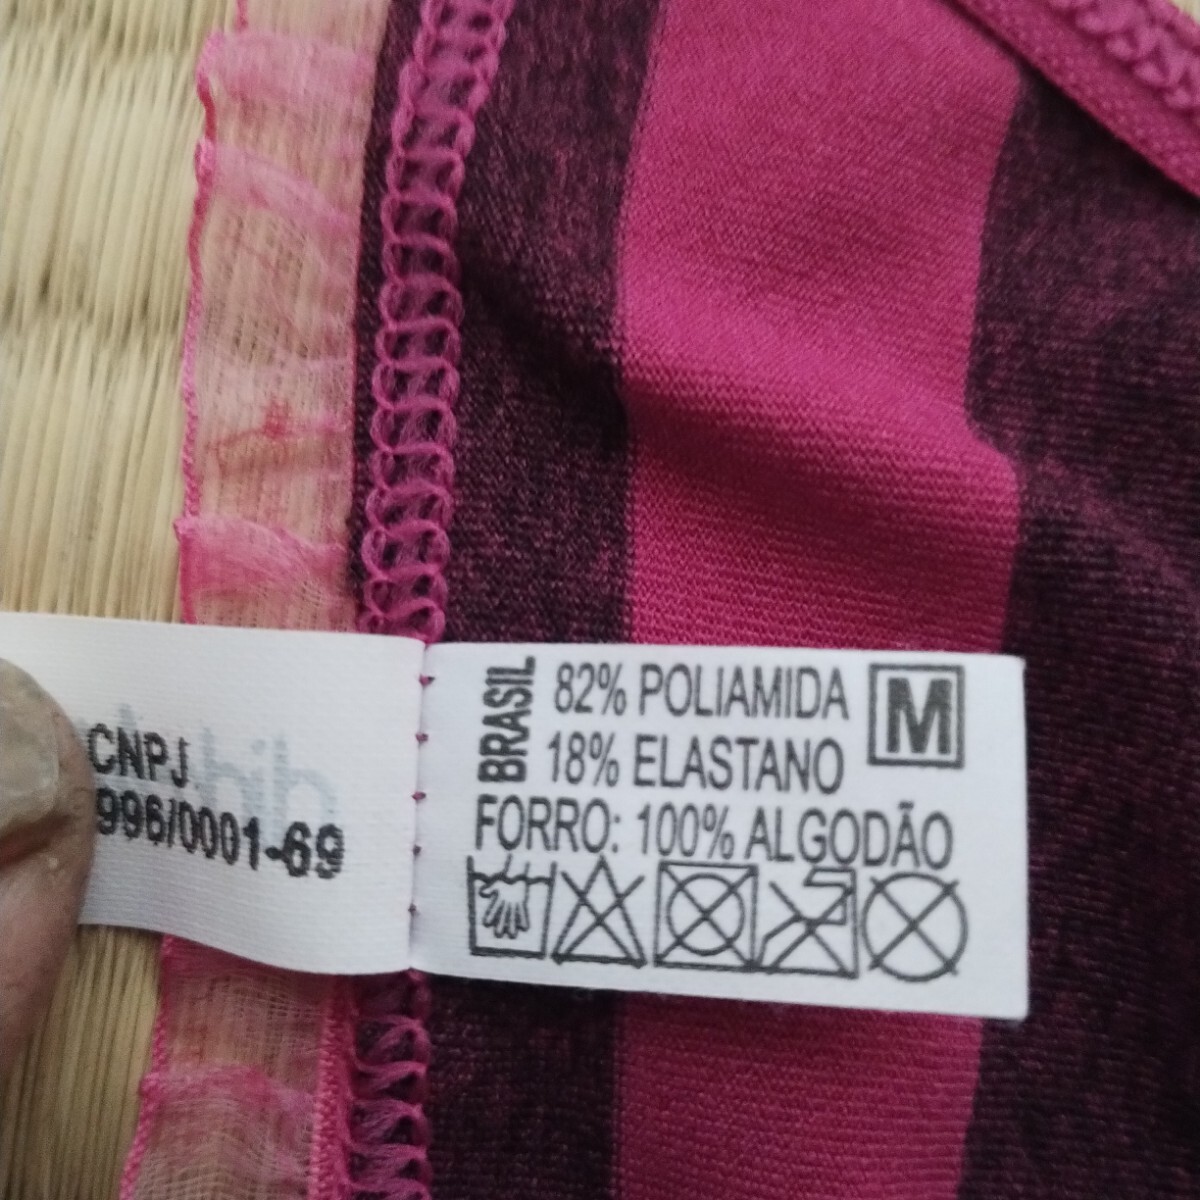 CNPJ
996/0001-69
BRASIL
82% POLIAMIDA
M
18% ELASTANO
FORRO: 100% ALGODÃO